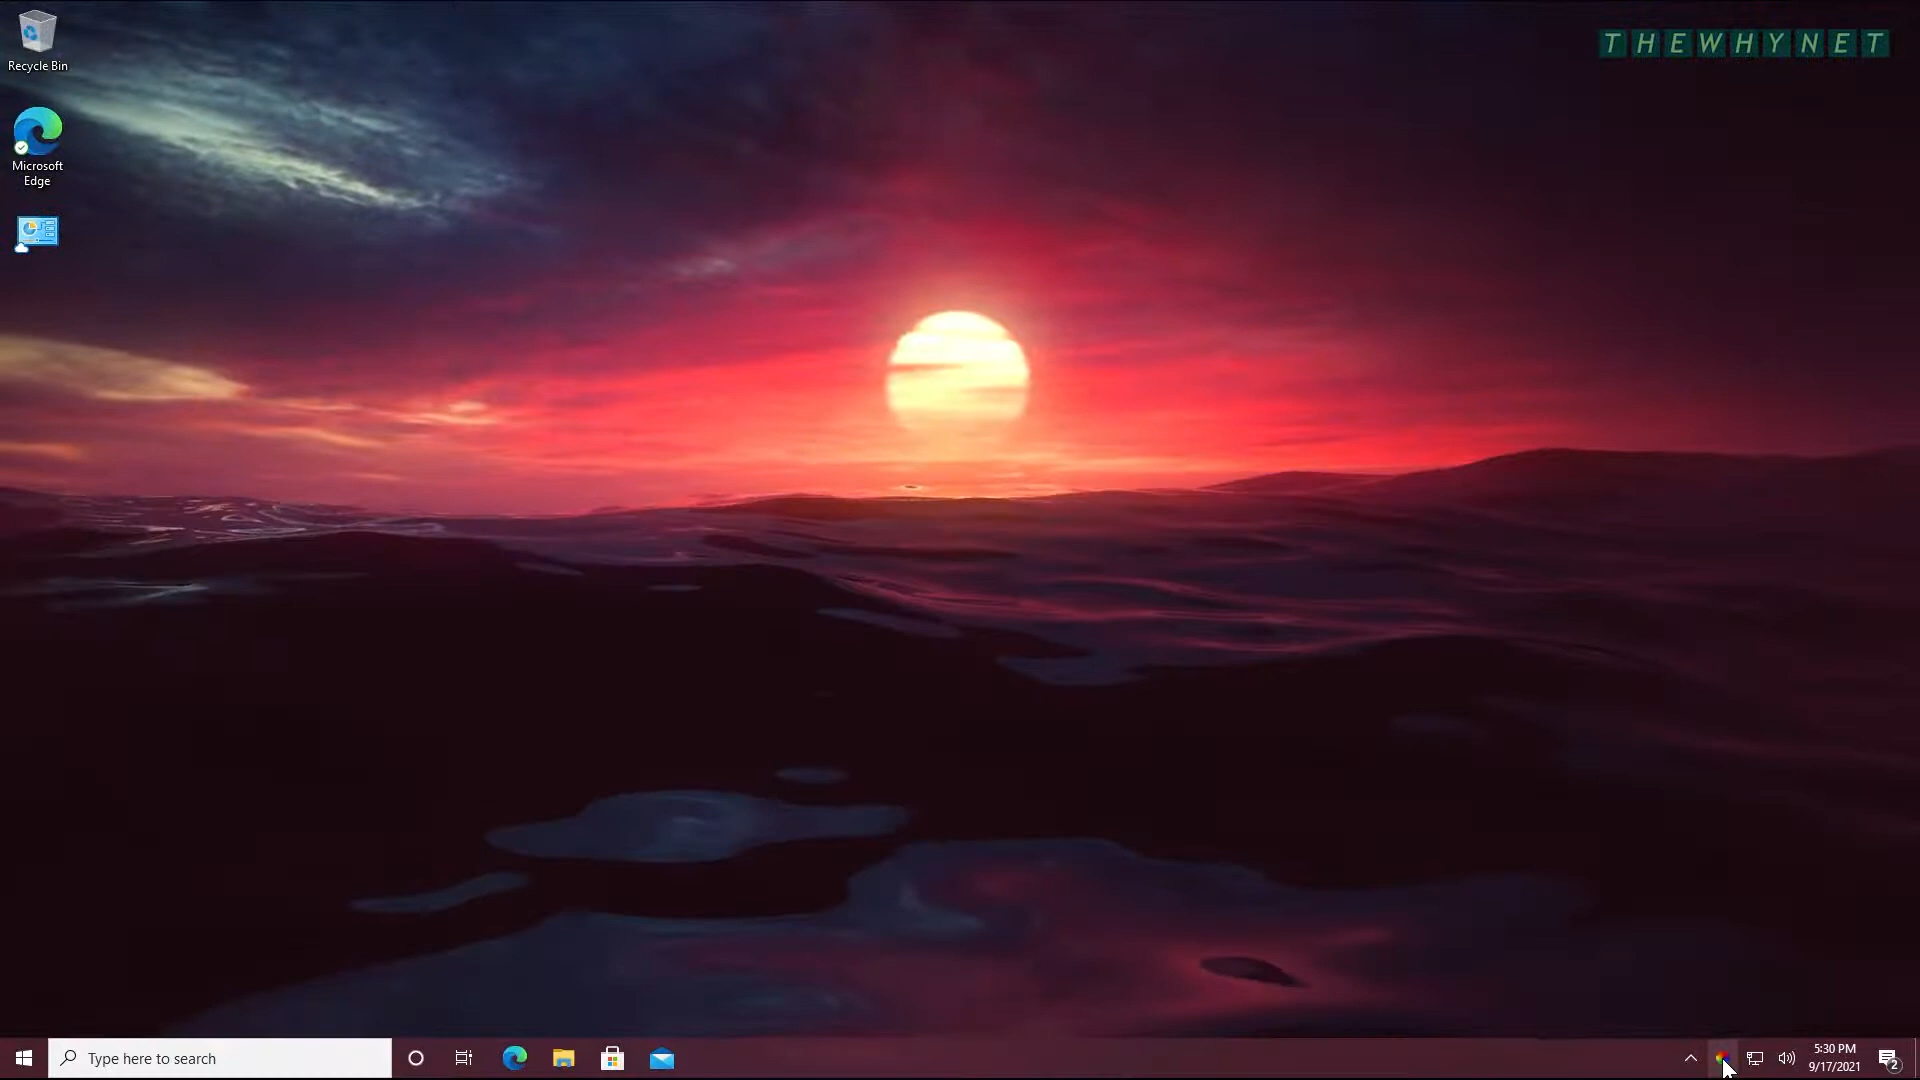 THEWHYNET
Recycle Bin
Microsoft
Edge
Type here to search
5:30 PM
9/17/2021
2